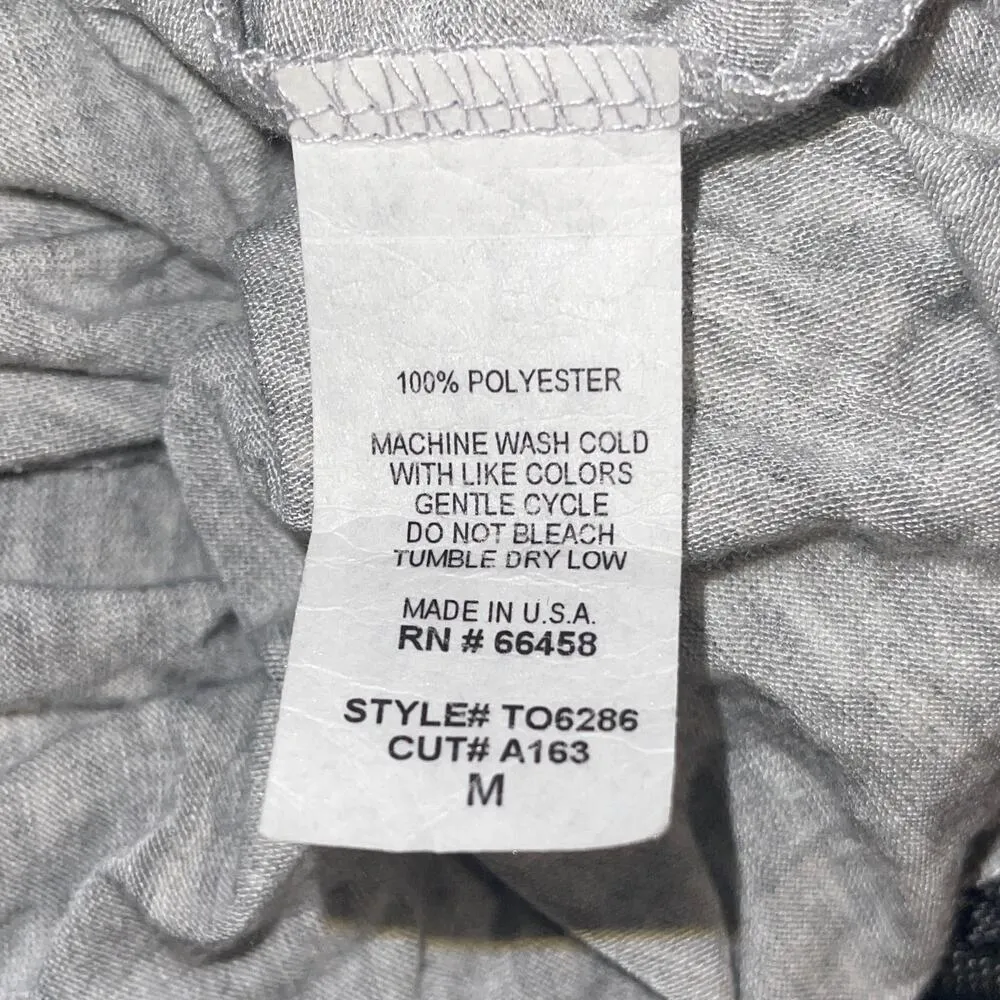 100% POLYESTER
MACHINE WASH COLD
WITH LIKE COLORS
GENTLE CYCLE
DO NOT BLEACH
TUMBLE DRY LOW
MADE IN U.S.A.
RN # 66458
STYLE# TO6286
CUT# A163
M